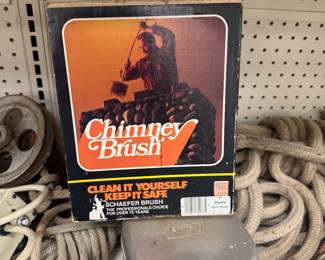 Chimney
Brush
CLEAN IT YOURSELF
KEEP IT SAFE
SCHAEFER BRUSH
THE PROFESSIONALS CHOICE
FOR OVER 75 YEARS